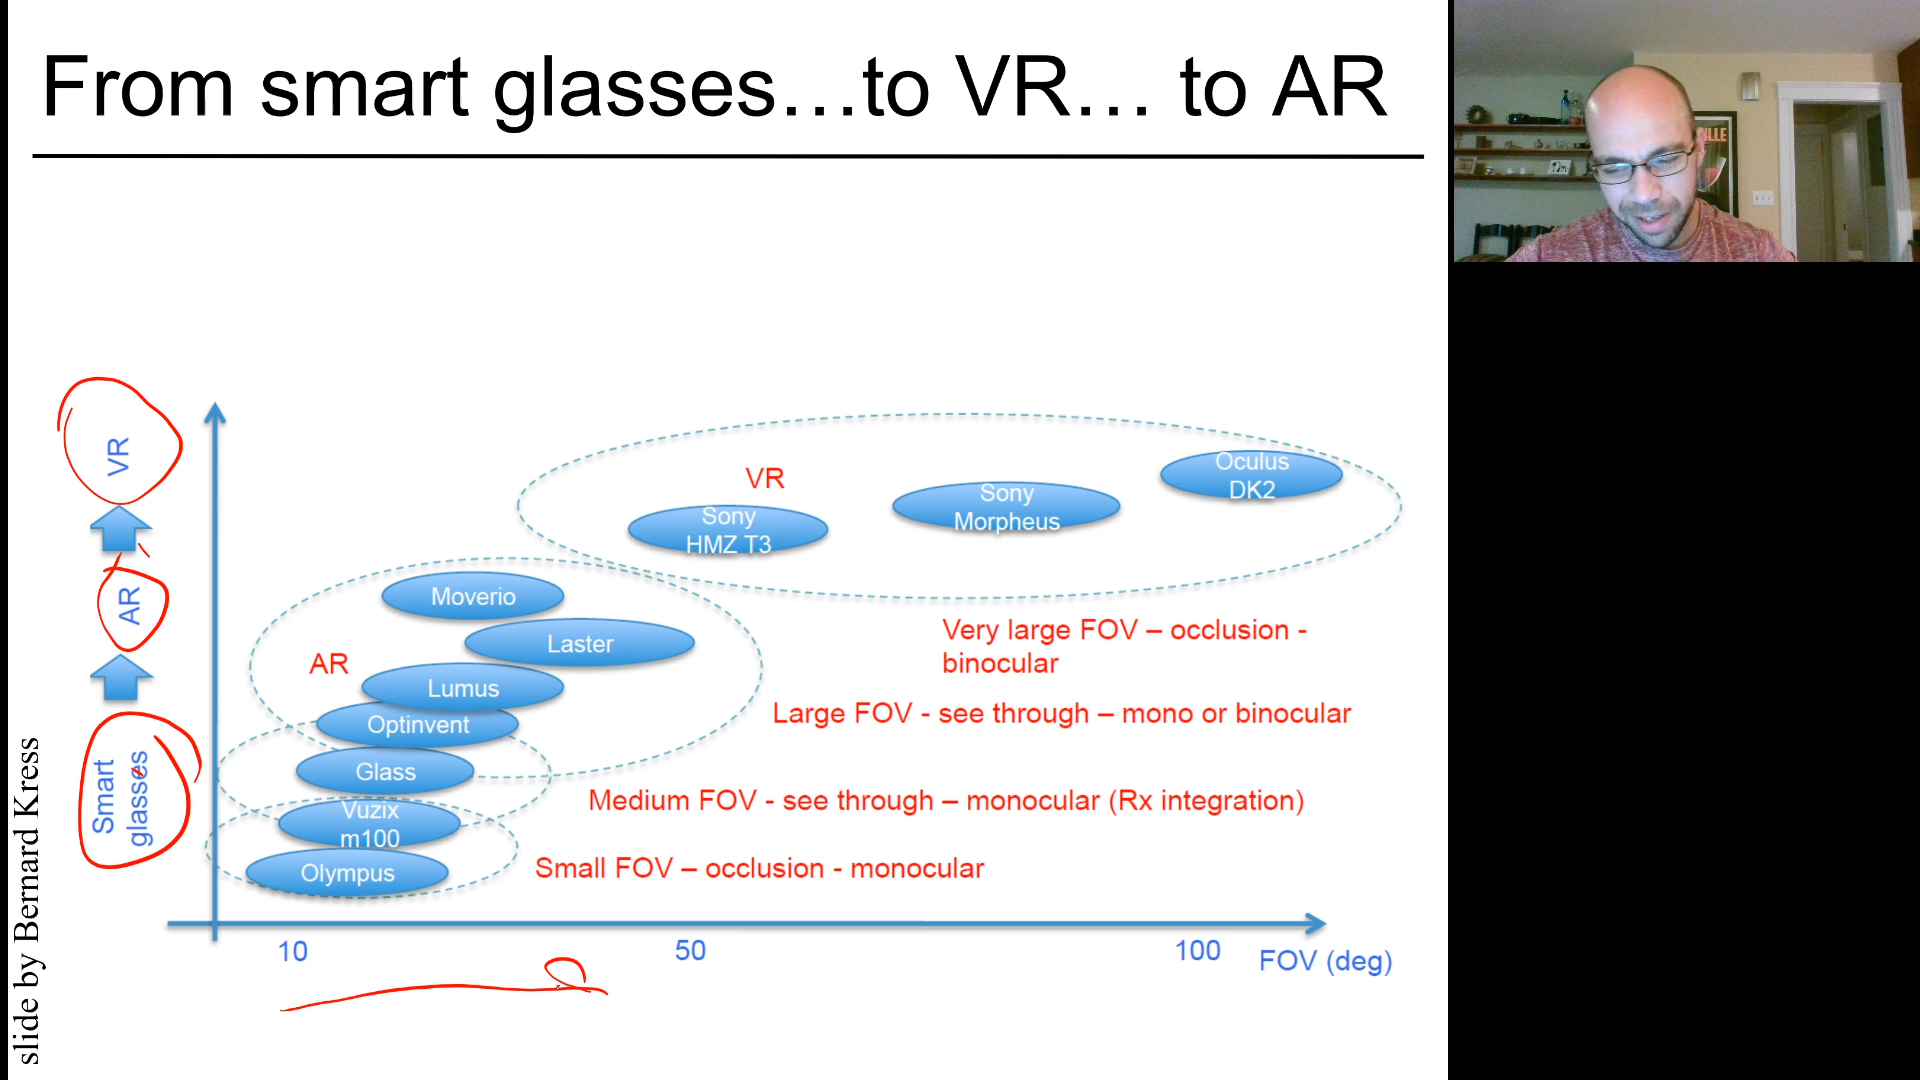 From smart glasses…to VR… to AR
VR
AR
Smart
glasses
slide by Bernard Kress
VR
Oculus
DK2
Sony
Morpheus
Sony
HMZ T3
Moverio
Laster
AR
Lumus
Optinvent
Glass
Vuzix
m100
Olympus
Very large FOV – occlusion -
binocular
Large FOV - see through – mono or binocular
Medium FOV - see through – monocular (Rx integration)
Small FOV – occlusion - monocular
10
50
100
FOV (deg)